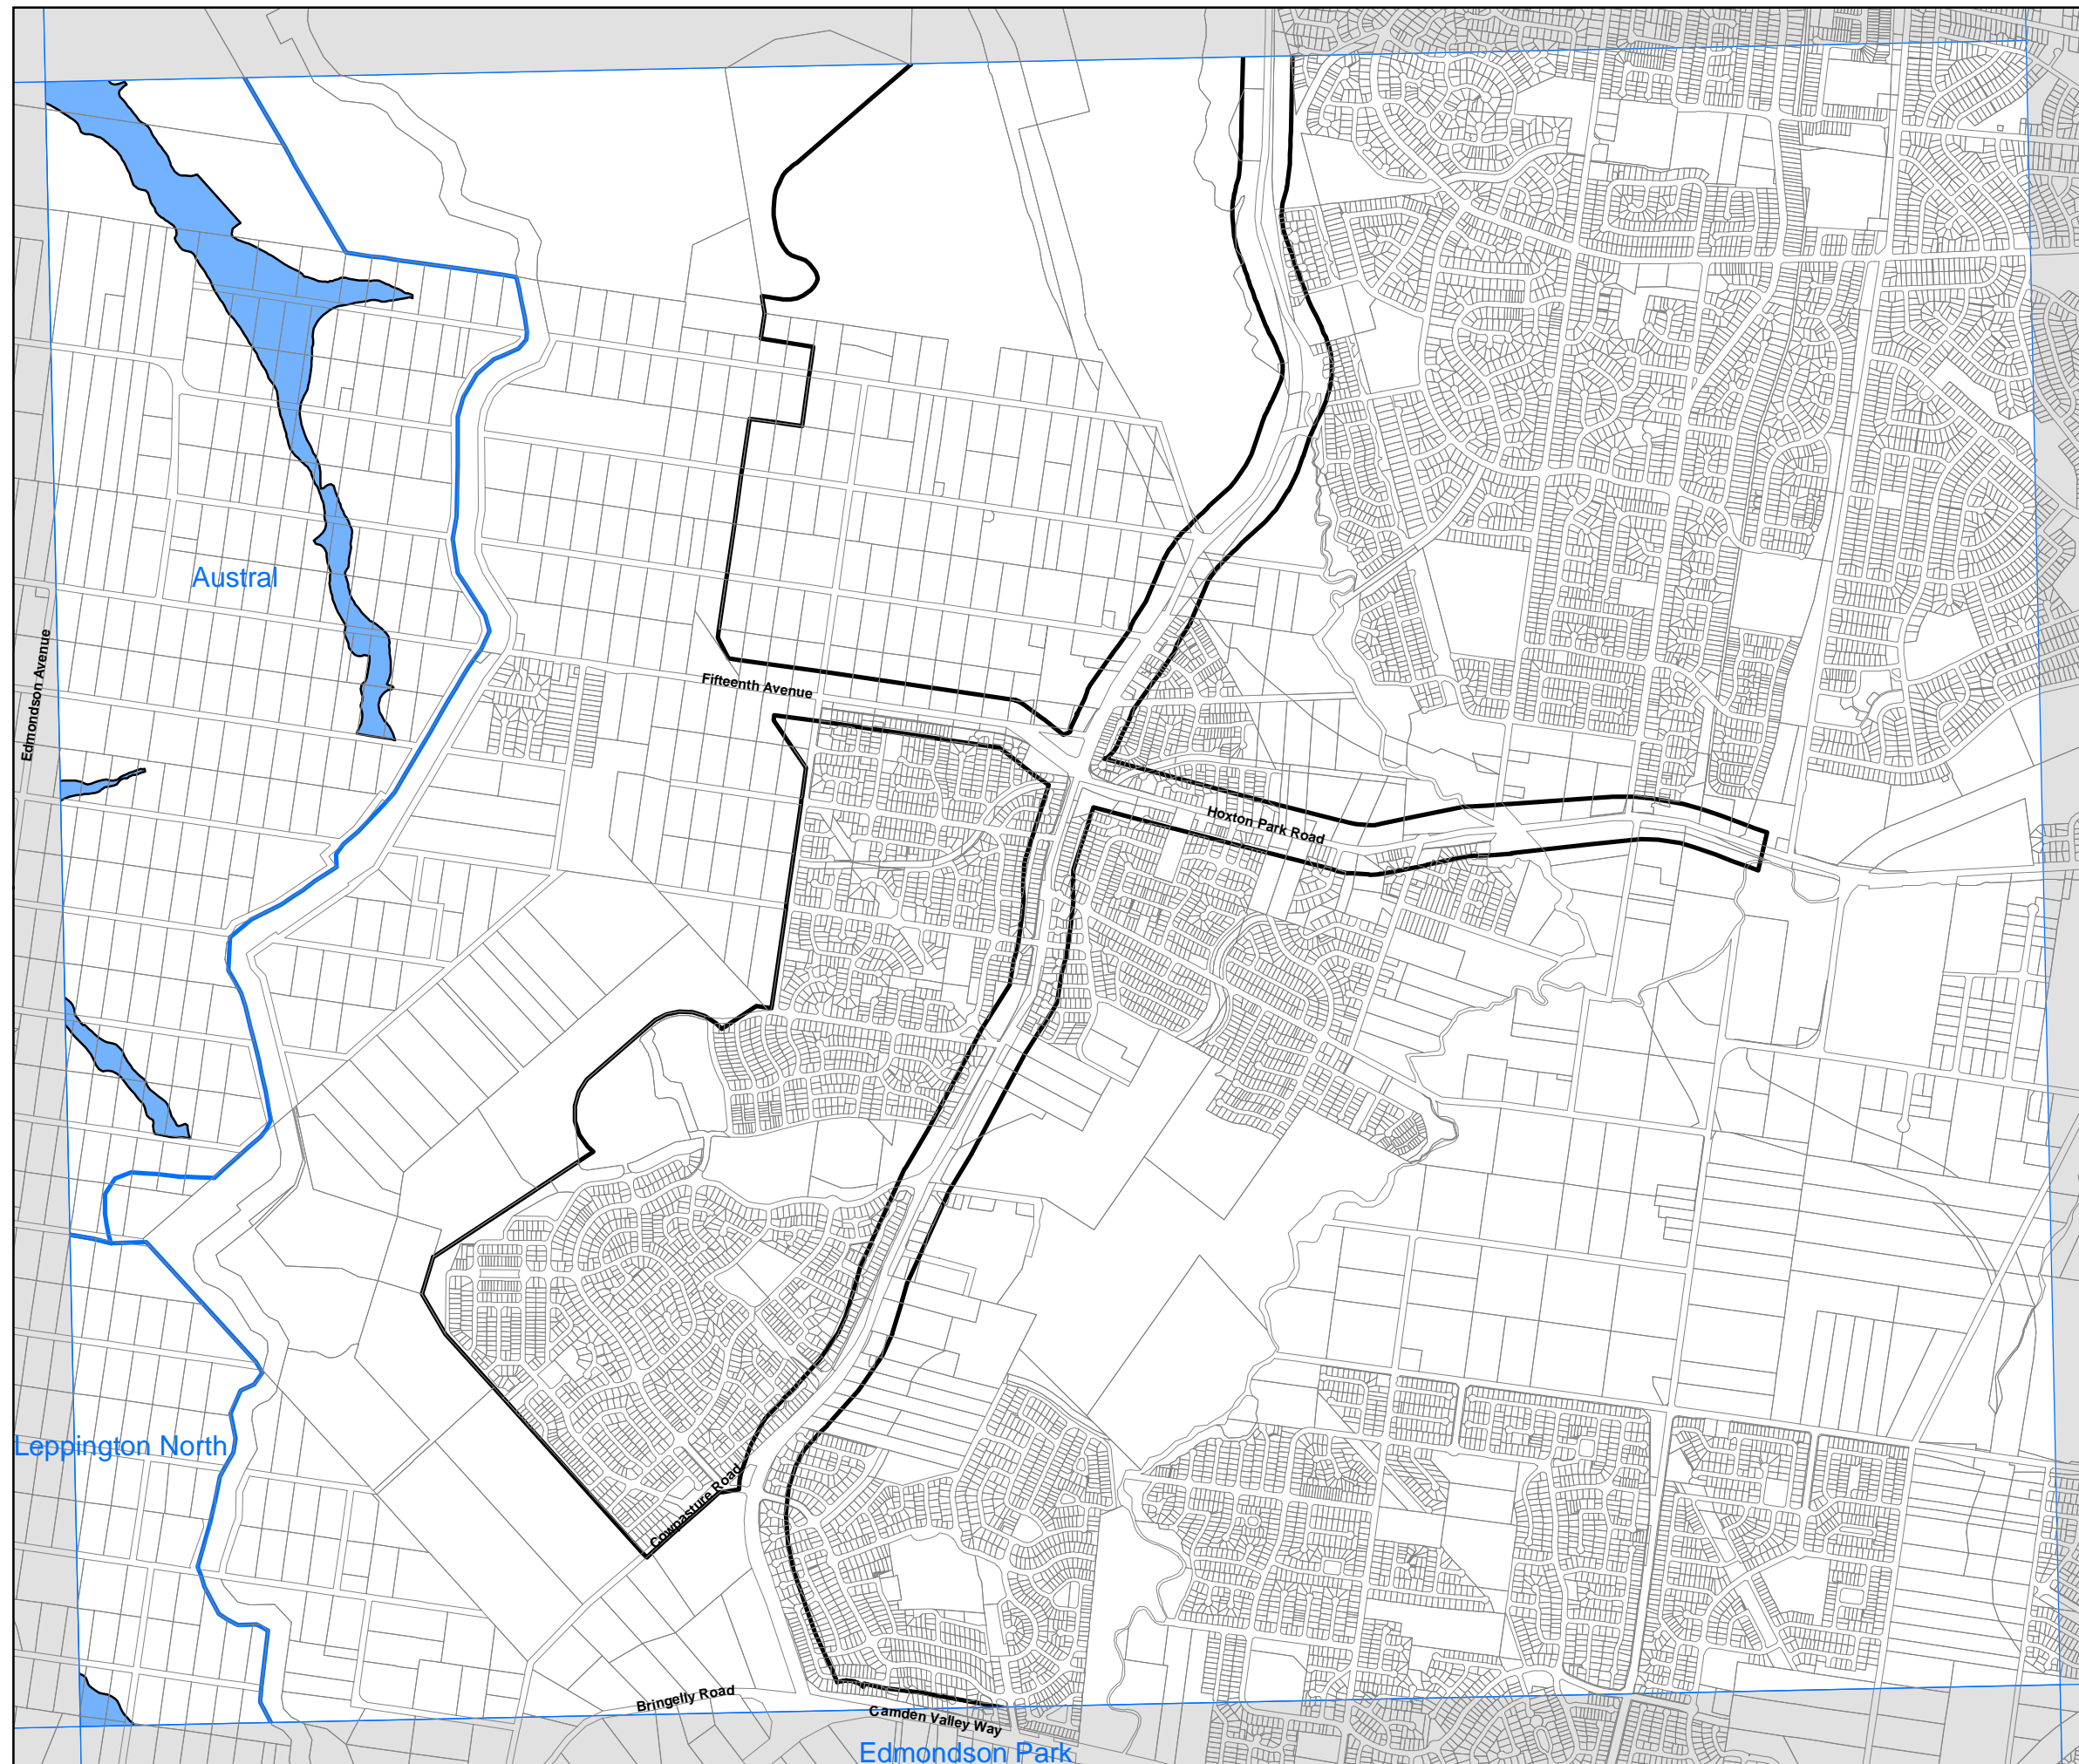 Austral
Edmondson Avenue
Fifteenth Avenue
Hoxton Park Road
Leppington North
Cowpasture Road
Bringelly Road
Camden Valley Way
Edmondson Park